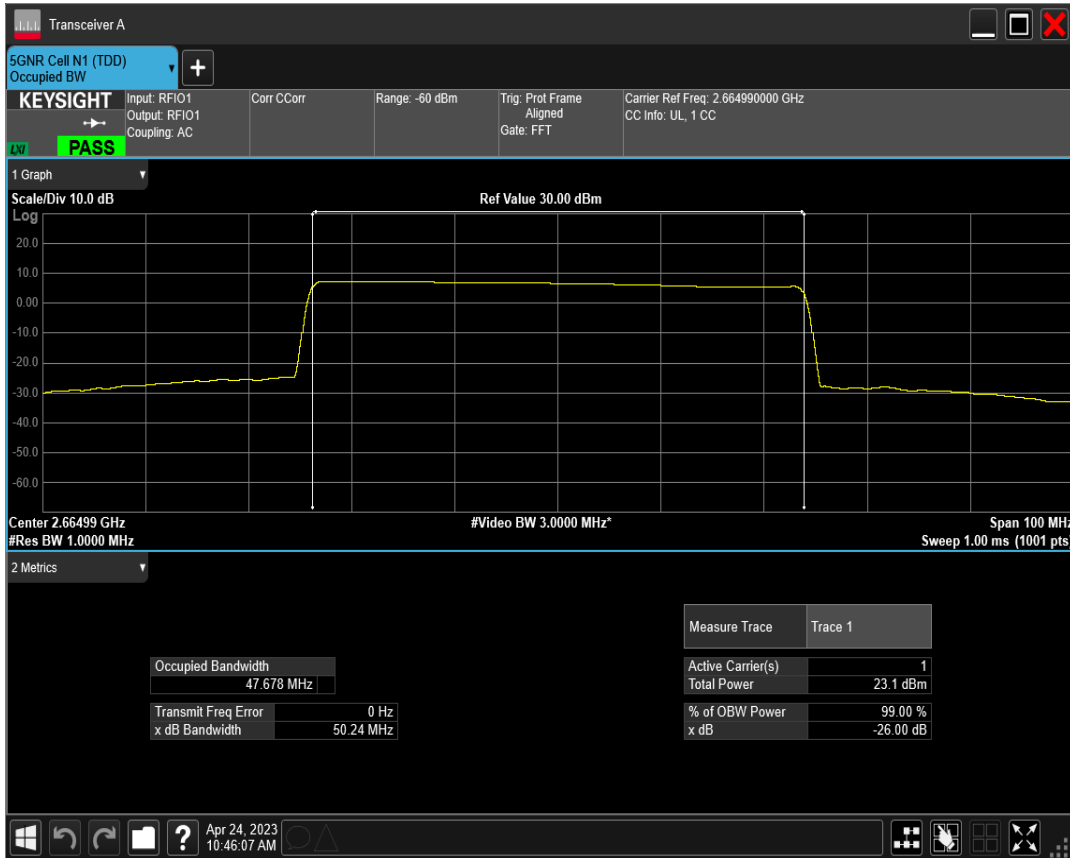 Transceiver A
5GNR Cell N1 (TDD)
Occupied BW
+
KEYSIGHT
LXI
PASS
Input: RFIO1
Output: RFIO1
Coupling: AC
Corr CCorr
Range: -60 dBm
Trig: Prot Frame
Aligned
Gate: FFT
Carrier Ref Freq: 2.664990000 GHz
CC Info: UL, 1 CC
1 Graph
Scale/Div 10.0 dB
Ref Value 30.00 dBm
Log
20.0
10.0
0.00
-10.0
-20.0
-30.0
-40.0
-50.0
-60.0
Center 2.66499 GHz
#Video BW 3.0000 MHz*
Span 100 MHz
#Res BW 1.0000 MHz
Sweep 1.00 ms (1001 pts)
2 Metrics
Measure Trace Trace 1
Occupied Bandwidth
47.678 MHz
Transmit Freq Error 0 Hz
x dB Bandwidth 50.24 MHz
Active Carrier(s) 1
Total Power 23.1 dBm
% of OBW Power 99.00 %
x dB -26.00 dB
?
Apr 24, 2023
10:46:07 AM